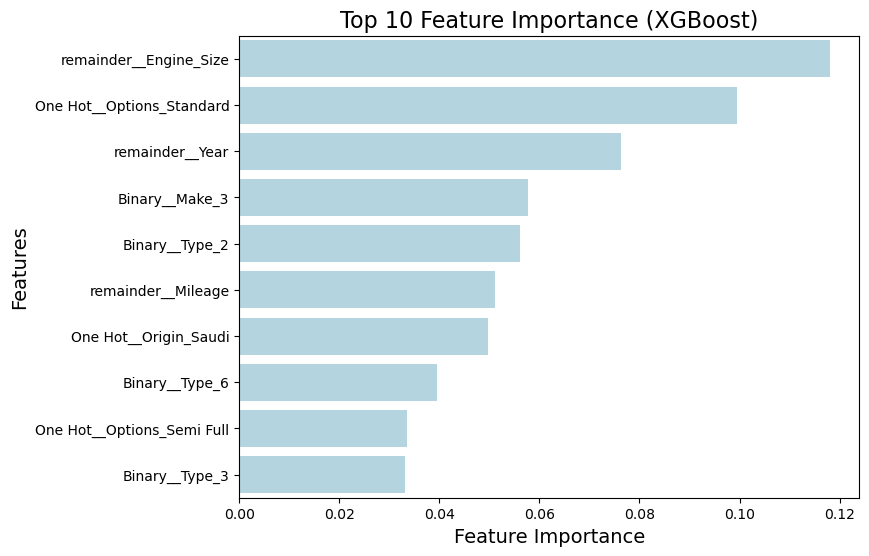 Top 10 Feature Importance (XGBoost)
remainder__Engine_Size
One Hot__Options_Standard
remainder__Year
Binary__Make_3
Binary__Type_2
remainder__Mileage
One Hot__Origin_Saudi
Binary__Type_6
One Hot__Options_Semi Full
Binary__Type_3
Features
0.00 0.02 0.04 0.06 0.08 0.10 0.12
Feature Importance